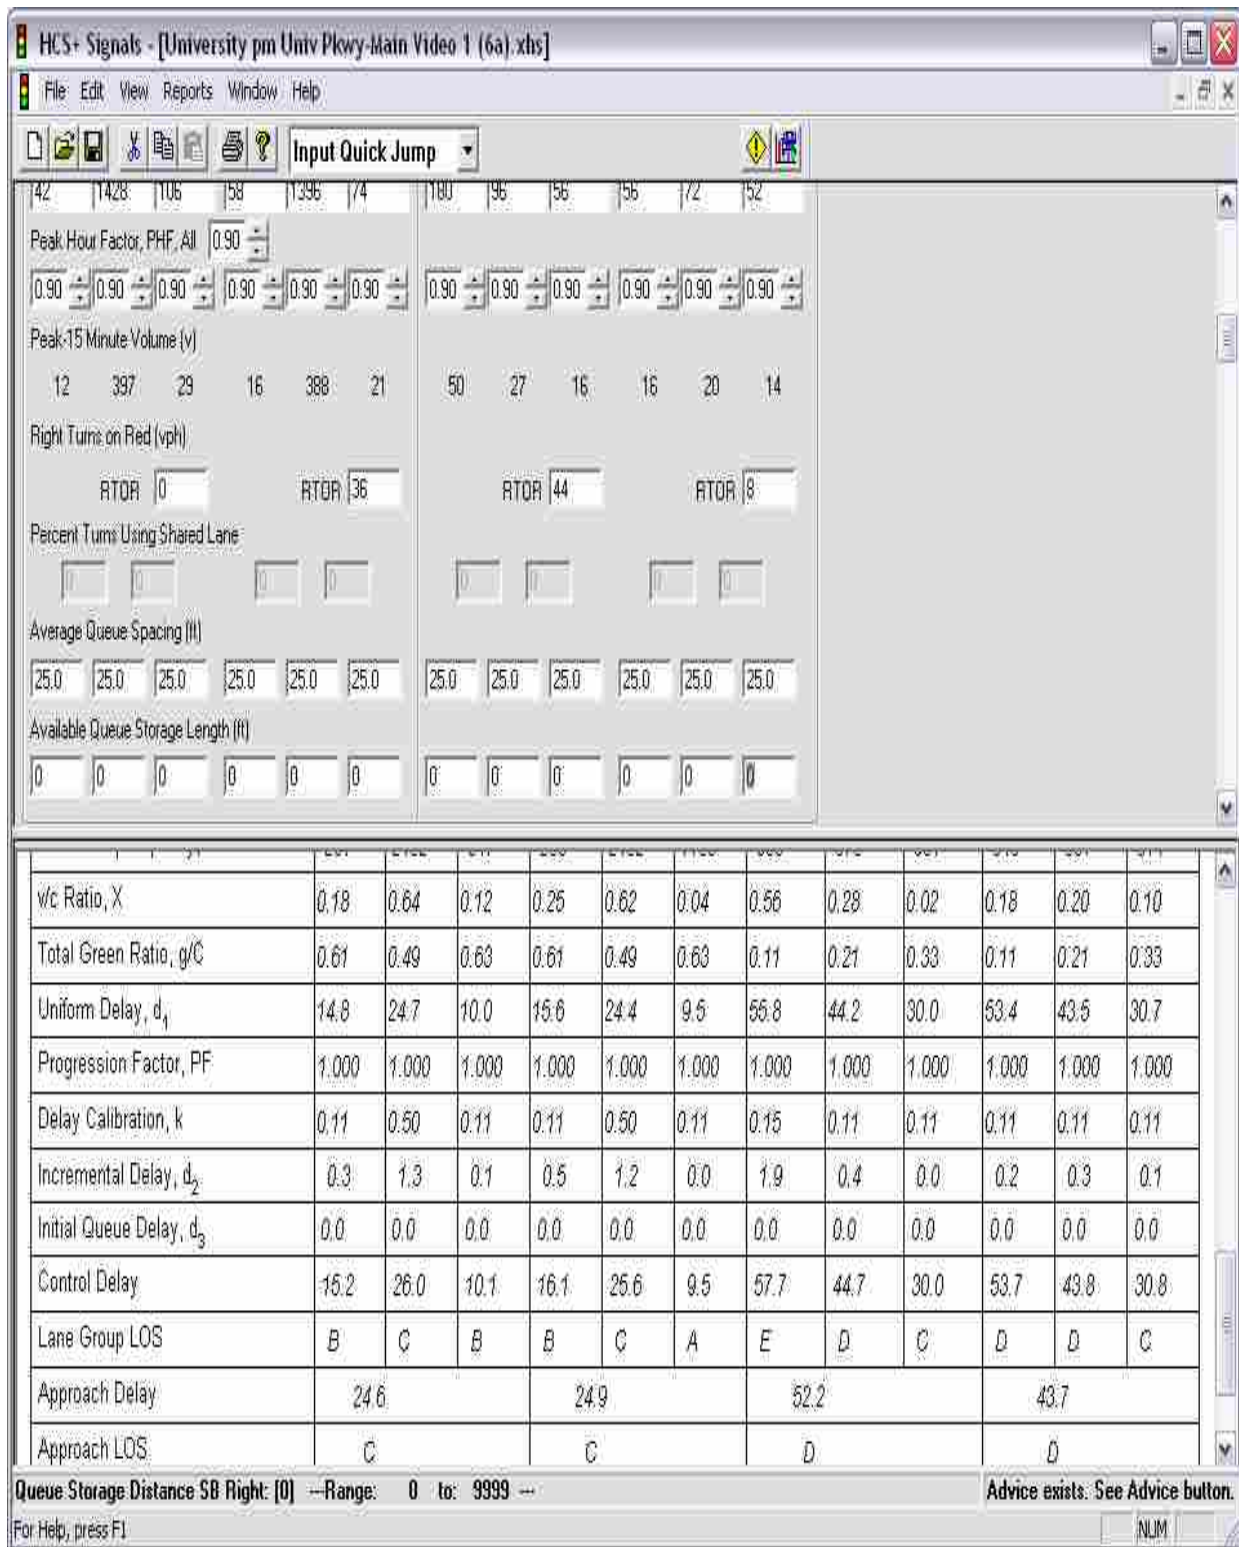 HCS+ Signals - [University pm Univ Pkwy-Main Video 1 (6a).xhs]
File Edit View Reports Window Help
Input Quick Jump
42 1428 106 58 1396 74 180 96 56 56 72 52
Peak Hour Factor, PHF, All 0.90
0.90 0.90 0.90 0.90 0.90 0.90 0.90 0.90 0.90 0.90 0.90 0.90
Peak-15 Minute Volume (v)
12 397 29 16 388 21 50 27 16 16 20 14
Right Turns on Red (vph)
RTOR 0 RTOR 36 RTOR 44 RTOR 8
Percent Turns Using Shared Lane
0 0 0 0 0 0 0 0
Average Queue Spacing (ft)
25.0 25.0 25.0 25.0 25.0 25.0 25.0 25.0 25.0 25.0 25.0 25.0
Available Queue Storage Length (ft)
0 0 0 0 0 0 0 0 0 0 0 0
v/c Ratio, X 0.18 0.64 0.12 0.25 0.62 0.04 0.56 0.28 0.02 0.18 0.20 0.10
Total Green Ratio, g/C 0.61 0.49 0.63 0.61 0.49 0.63 0.11 0.21 0.33 0.11 0.21 0.33
Uniform Delay, d1 14.8 24.7 10.0 15.6 24.4 9.5 55.8 44.2 30.0 53.4 43.5 30.7
Progression Factor, PF 1.000 1.000 1.000 1.000 1.000 1.000 1.000 1.000 1.000 1.000 1.000 1.000
Delay Calibration, k 0.11 0.50 0.11 0.11 0.50 0.11 0.15 0.11 0.11 0.11 0.11 0.11
Incremental Delay, d2 0.3 1.3 0.1 0.5 1.2 0.0 1.9 0.4 0.0 0.2 0.3 0.1
Initial Queue Delay, d3 0.0 0.0 0.0 0.0 0.0 0.0 0.0 0.0 0.0 0.0 0.0 0.0
Control Delay 15.2 26.0 10.1 16.1 25.6 9.5 57.7 44.7 30.0 53.7 43.8 30.8
Lane Group LOS B C B B C A E D C D D C
Approach Delay 24.6 24.9 52.2 43.7
Approach LOS C C D D
Queue Storage Distance SB Right: [0] ---Range: 0 to: 9999 --- Advice exists. See Advice button.
For Help, press F1 NUM